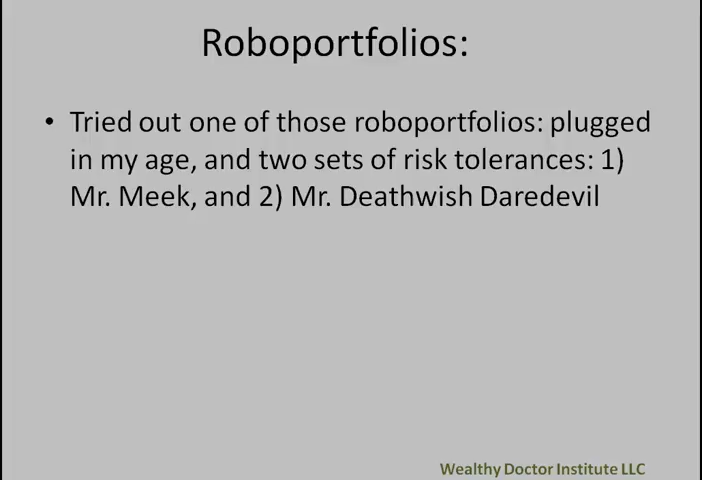 Roboportfolios:
• Tried out one of those roboportfolios: plugged
in my age, and two sets of risk tolerances: 1)
Mr. Meek, and 2) Mr. Deathwish Daredevil
Wealthy Doctor Institute LLC